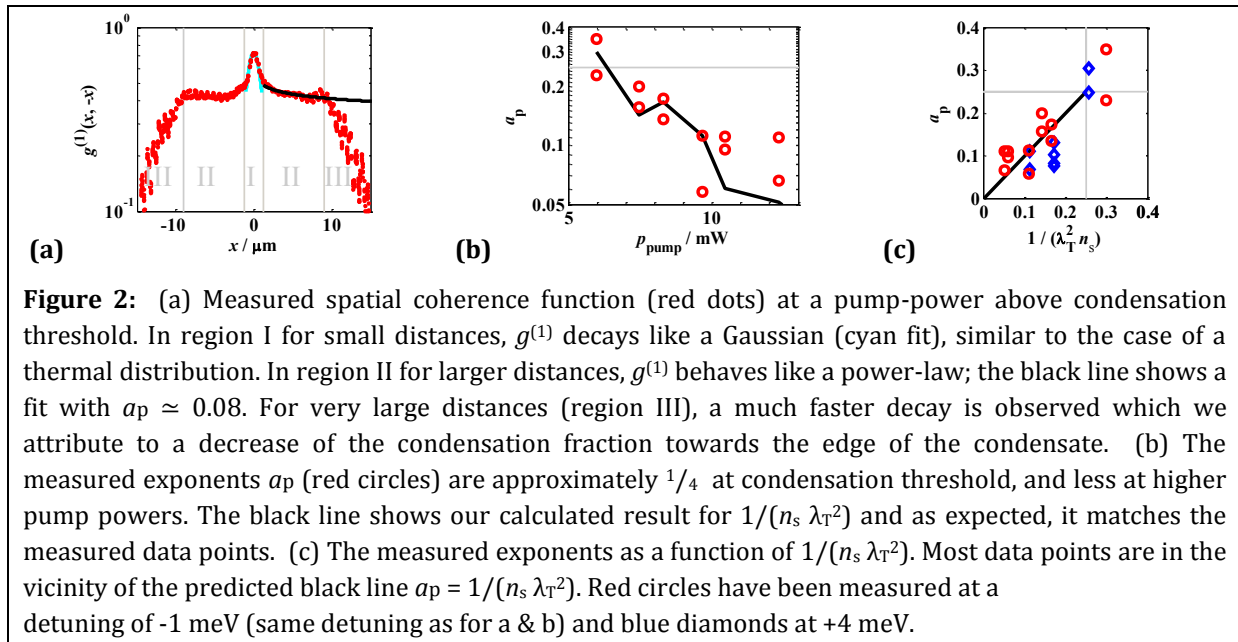 10⁰
g⁽¹⁾(x, -x)
10⁻¹
III II I II III
-10 0 10
x / μm
(a)
0.4
0.3
0.2
a_p
0.1
0.05
5 10
p_pump / mW
(b)
0.4
0.3
0.2
a_p
0.1
0
0 0.1 0.2 0.3 0.4
1 / (λ_T² n_s)
(c)
Figure 2: (a) Measured spatial coherence function (red dots) at a pump-power above condensation
threshold. In region I for small distances, g⁽¹⁾ decays like a Gaussian (cyan fit), similar to the case of a
thermal distribution. In region II for larger distances, g⁽¹⁾ behaves like a power-law; the black line shows a
fit with aₚ ≃ 0.08. For very large distances (region III), a much faster decay is observed which we
attribute to a decrease of the condensation fraction towards the edge of the condensate. (b) The
measured exponents aₚ (red circles) are approximately ¹/₄ at condensation threshold, and less at higher
pump powers. The black line shows our calculated result for 1/(nₛ λ_T²) and as expected, it matches the
measured data points. (c) The measured exponents as a function of 1/(nₛ λ_T²). Most data points are in the
vicinity of the predicted black line aₚ = 1/(nₛ λ_T²). Red circles have been measured at a
detuning of -1 meV (same detuning as for a & b) and blue diamonds at +4 meV.